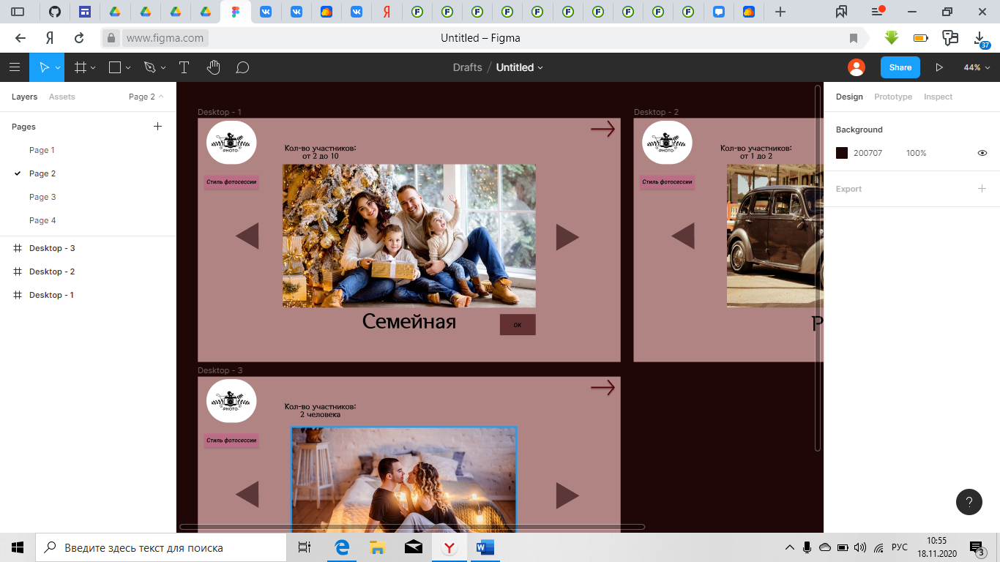 www.figma.com
Untitled – Figma
37
Drafts / Untitled
Share
44%
Layers
Assets
Page 2
Pages
Page 1
Page 2
Page 3
Page 4
Desktop - 3
Desktop - 2
Desktop - 1
Desktop - 1
PHOTO
Кол-во участников:
от 2 до 10
Стиль фотосессии
Семейная
ОК
Desktop - 2
PHOTO
Кол-во участников:
от 1 до 2
Стиль фотосессии
Р
Desktop - 3
PHOTO
Кол-во участников:
2 человека
Стиль фотосессии
Design
Prototype
Inspect
Background
200707
100%
Export
?
Введите здесь текст для поиска
РУС
10:55
18.11.2020
3